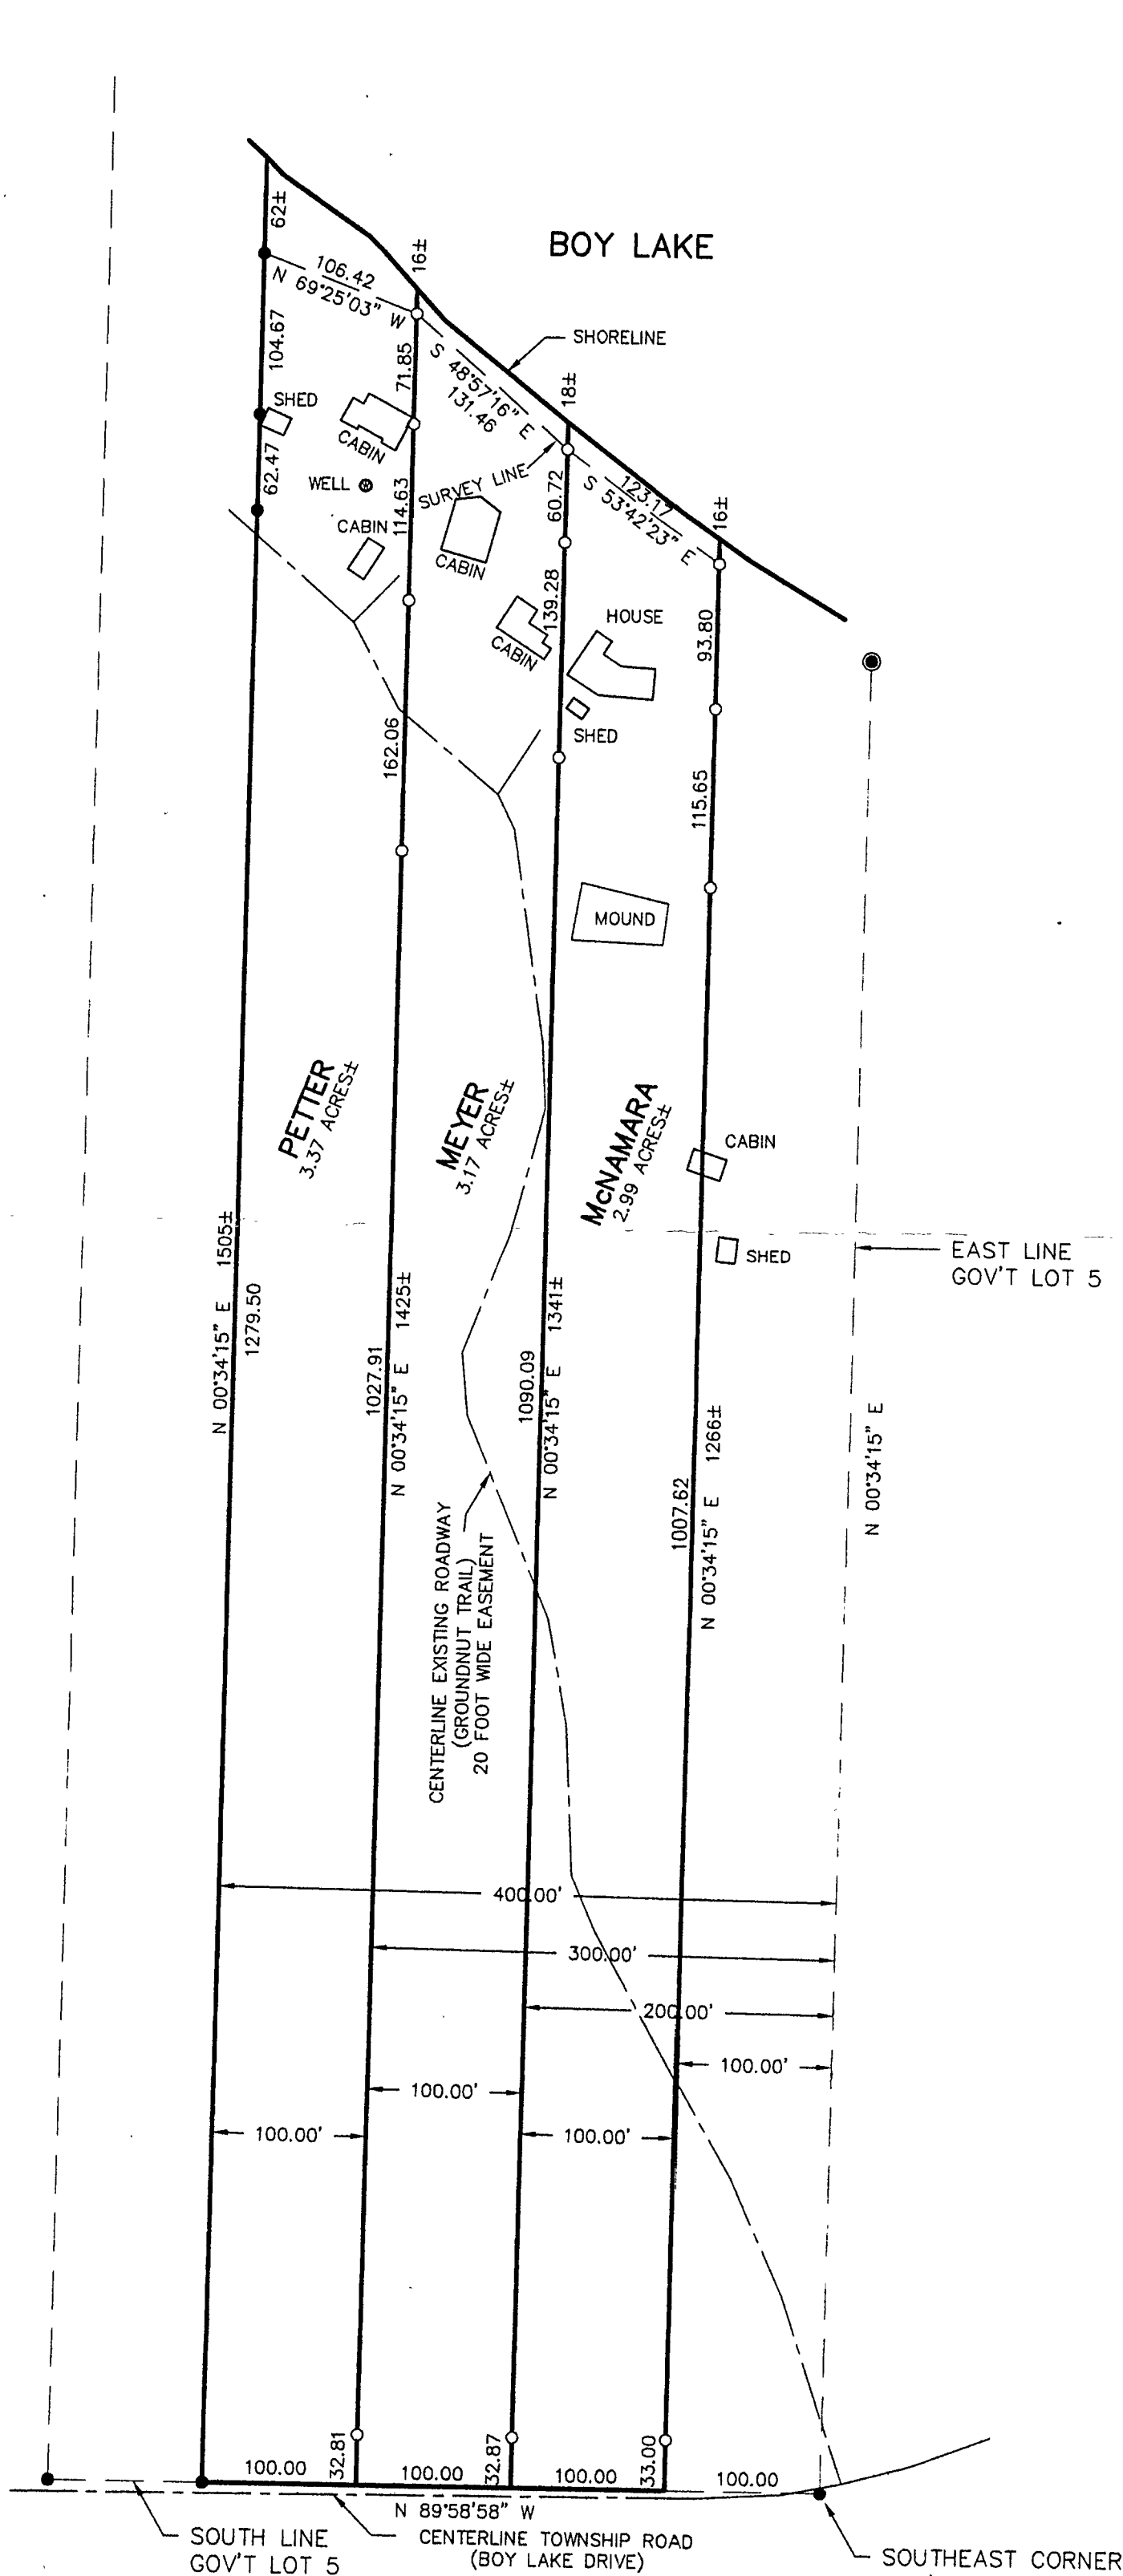 BOY LAKE
62±
16±
106.42
N 69°25'03" W
SHORELINE
104.67
71.85
S 48°57'16" E
131.46
18±
SHED
CABIN
62.47
WELL
SURVEY LINE
60.72
123.17
S 53°42'23" E
16±
114.63
CABIN
CABIN
139.28
HOUSE
93.80
CABIN
SHED
162.06
115.65
MOUND
PETTER
3.37 ACRES±
MEYER
3.17 ACRES±
McNAMARA
2.99 ACRES±
CABIN
SHED
EAST LINE
GOV'T LOT 5
N 00°34'15" E 1505±
1279.50
1027.91
N 00°34'15" E 1425±
1090.09
N 00°34'15" E 1341±
1007.62
N 00°34'15" E 1266±
N 00°34'15" E
CENTERLINE EXISTING ROADWAY
(GROUNDNUT TRAIL)
20 FOOT WIDE EASEMENT
400.00'
300.00'
200.00'
100.00'
100.00'
100.00'
100.00'
32.81
32.87
33.00
100.00
100.00
100.00
100.00
N 89°58'58" W
SOUTH LINE
GOV'T LOT 5
CENTERLINE TOWNSHIP ROAD
(BOY LAKE DRIVE)
SOUTHEAST CORNER